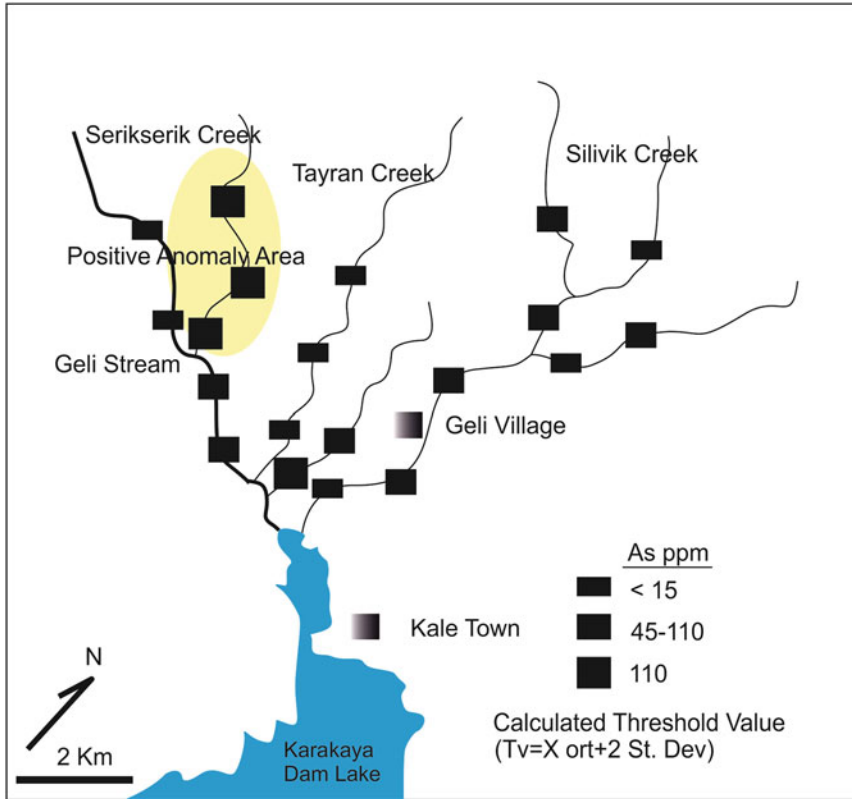 Serikserik Creek
Tayran Creek
Silivik Creek
Positive Anomaly Area
Geli Stream
Geli Village
As ppm
< 15
45-110
110
Kale Town
N
2 Km
Calculated Threshold Value
(Tv=X ort+2 St. Dev)
Karakaya
Dam Lake